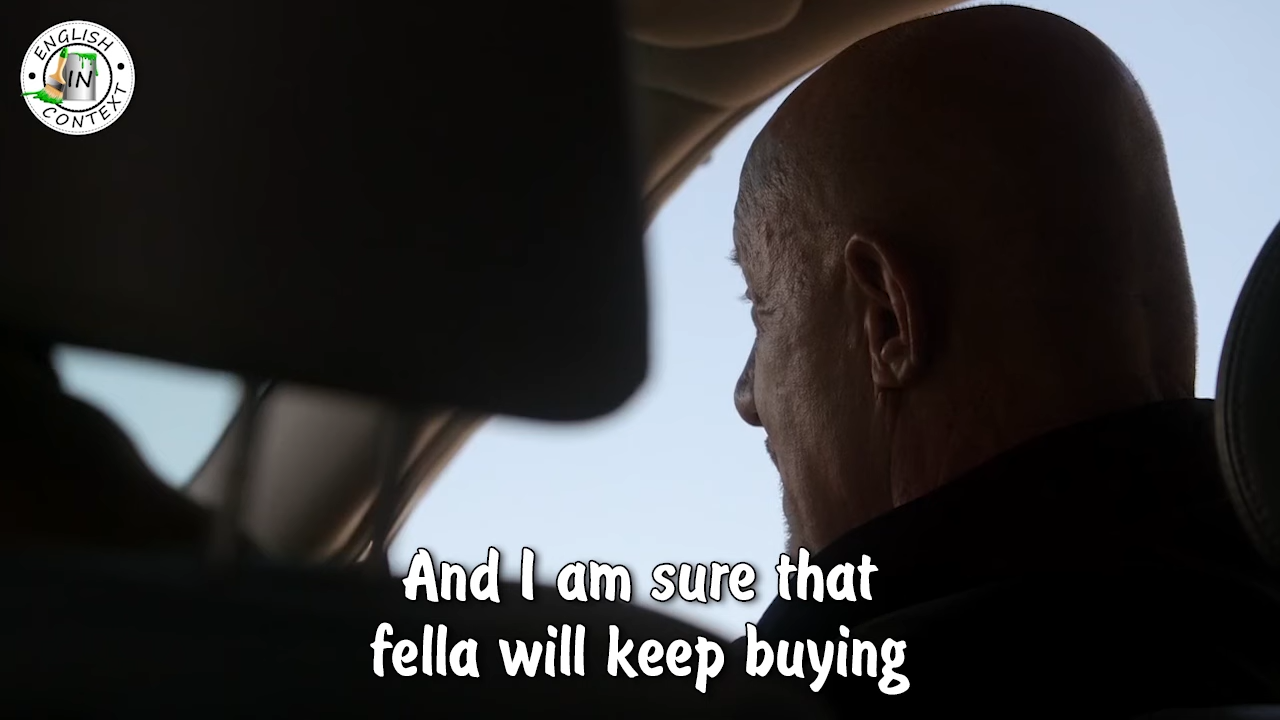 ENGLISH
IN
CONTEXT
And I am sure that
fella will keep buying